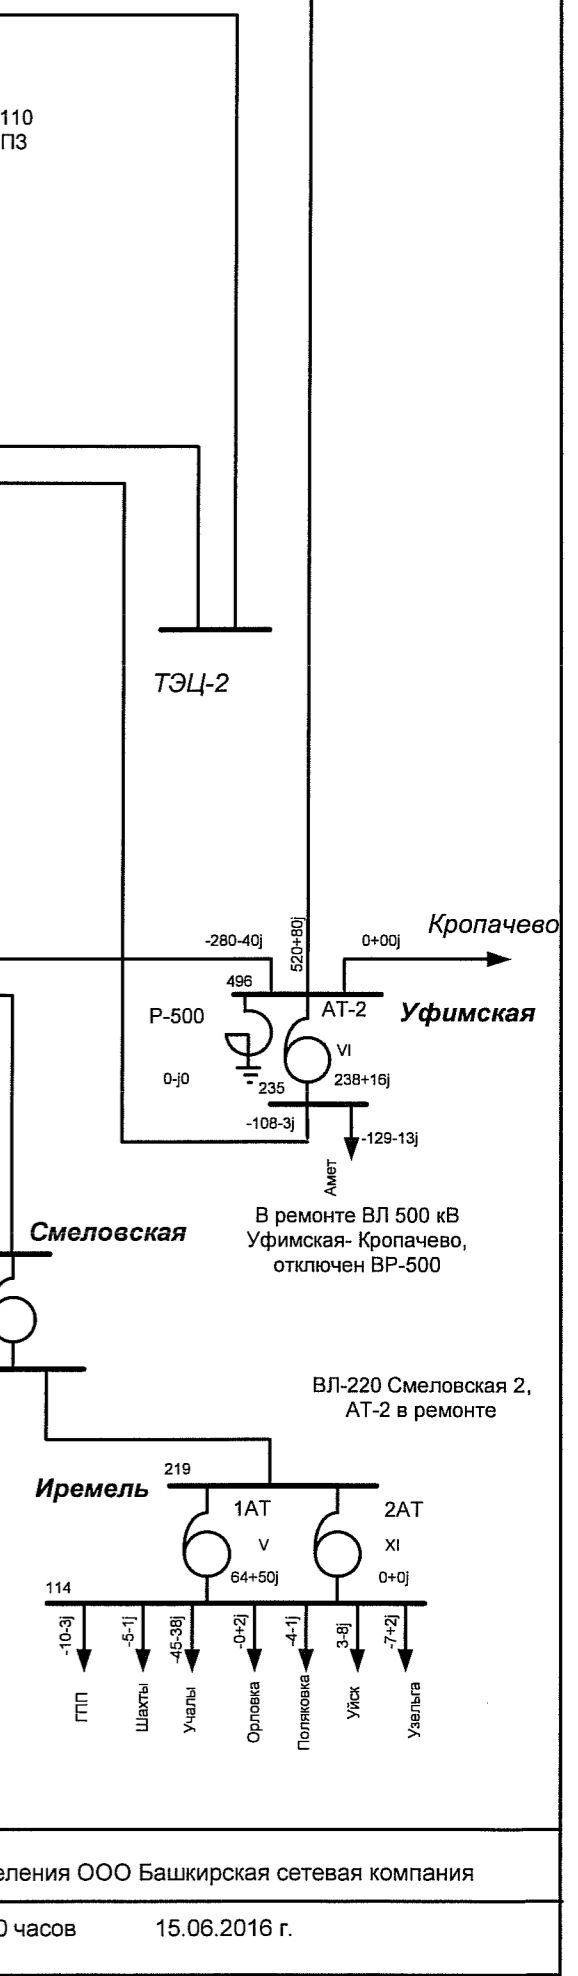 110
ПЗ
ТЭЦ-2
Кропачево
-280-40j
520+80j
0+00j
496
Р-500
АТ-2
Уфимская
VI
0-j0
235
238+16j
-108-3j
-129-13j
Амет
В ремонте ВЛ 500 кВ
Уфимская- Кропачево,
отключен ВР-500
Смеловская
ВЛ-220 Смеловская 2,
АТ-2 в ремонте
219
Иремель
1АТ
2АТ
V
XI
64+50j
0+0j
114
-10-3j
-5-1j
-45-38j
-0+2j
-4-1j
3-8j
-7+2j
ГПП
Шахты
Учалы
Орловка
Поляковка
Уйск
Узельга
еления ООО Башкирская сетевая компания
0 часов 15.06.2016 г.